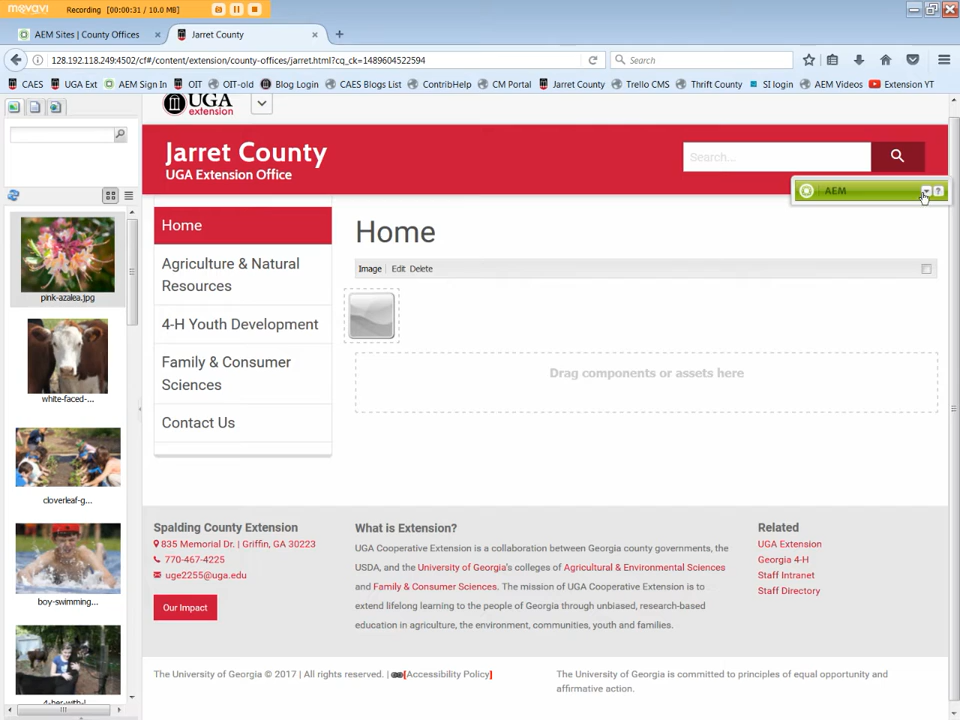 movavi
Recording [00:00:31 / 10.0 MB]
AEM Sites | County Offices
Jarret County
128.192.118.249:4502/cf#/content/extension/county-offices/jarret.html?cq_ck=1489604522594
Search
CAES
UGA Ext
AEM Sign In
OIT
OIT-old
Blog Login
CAES Blogs List
ContribHelp
CM Portal
Jarret County
Trello CMS
Thrift County
SI login
AEM Videos
Extension YT
UGA
extension
Jarret County
UGA Extension Office
Search...
AEM
?
pink-azalea.jpg
white-faced-...
cloverleaf-g...
boy-swimming...
4-her-with-l...
Home
Agriculture & Natural
Resources
4-H Youth Development
Family & Consumer
Sciences
Contact Us
Home
Image | Edit Delete
Drag components or assets here
Spalding County Extension
835 Memorial Dr. | Griffin, GA 30223
770-467-4225
uge2255@uga.edu
Our Impact
What is Extension?
UGA Cooperative Extension is a collaboration between Georgia county governments, the
USDA, and the University of Georgia's colleges of Agricultural & Environmental Sciences
and Family & Consumer Sciences. The mission of UGA Cooperative Extension is to
extend lifelong learning to the people of Georgia through unbiased, research-based
education in agriculture, the environment, communities, youth and families.
Related
UGA Extension
Georgia 4-H
Staff Intranet
Staff Directory
The University of Georgia © 2017 | All rights reserved. | [Accessibility Policy]
The University of Georgia is committed to principles of equal opportunity and
affirmative action.